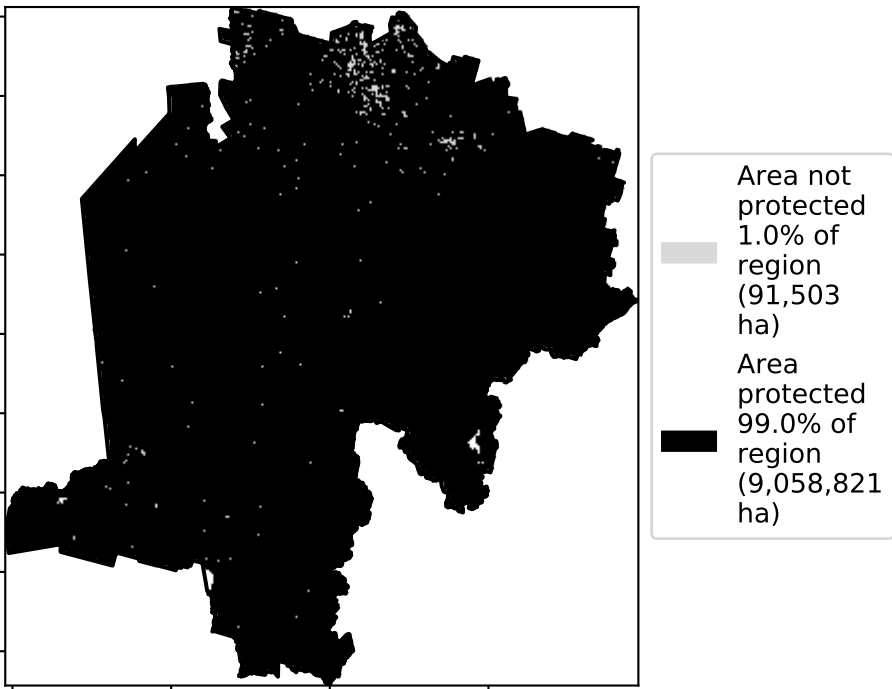 Area not
protected
1.0% of
region
(91,503
ha)
Area
protected
99.0% of
region
(9,058,821
ha)